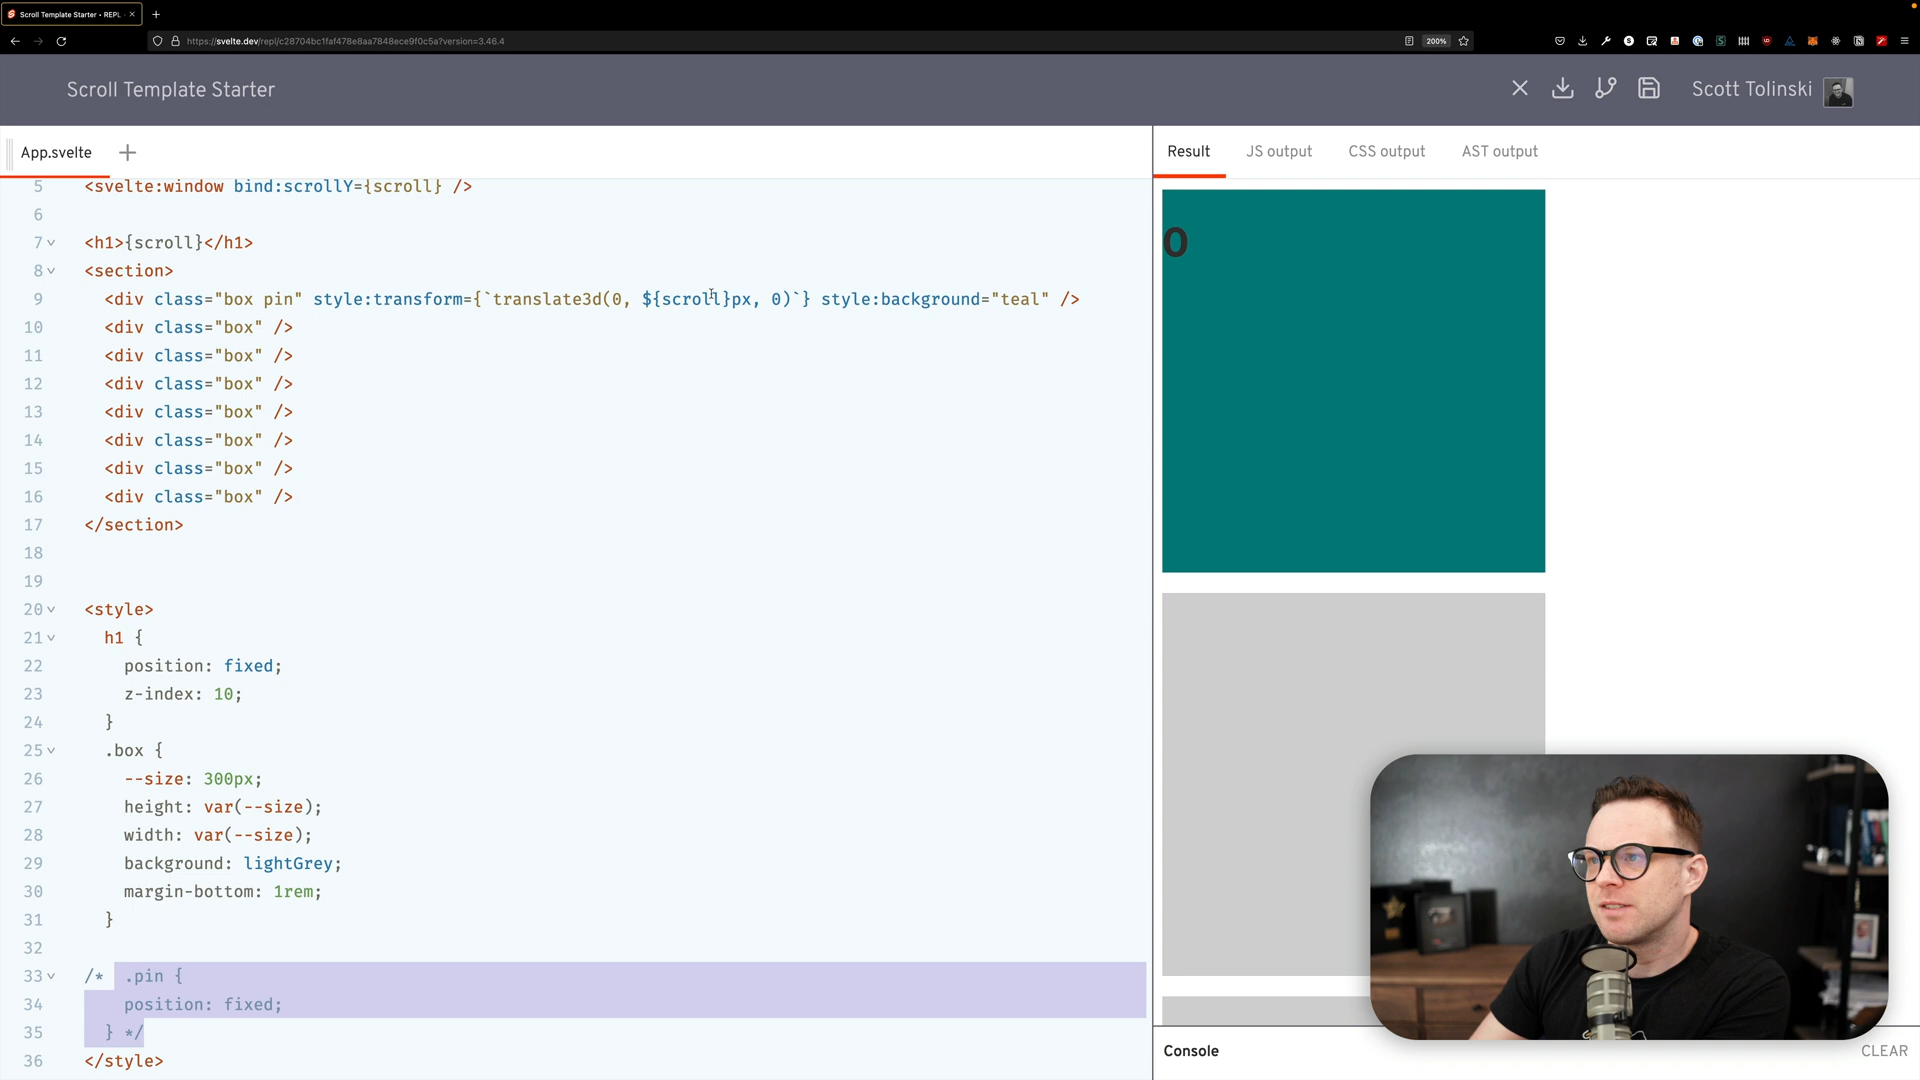 Scroll Template Starter • REPL
https://svelte.dev/repl/c28704bc1faf478e8aa7848ece9f0c5a?version=3.46.4
200%
Scroll Template Starter
Scott Tolinski
App.svelte
Result
JS output
CSS output
AST output
5 <svelte:window bind:scrollY={scroll} />
6
7 <h1>{scroll}</h1>
8 <section>
9 <div class="box pin" style:transform={`translate3d(0, ${scroll}px, 0)`} style:background="teal" />
10 <div class="box" />
11 <div class="box" />
12 <div class="box" />
13 <div class="box" />
14 <div class="box" />
15 <div class="box" />
16 <div class="box" />
17 </section>
18
19
20 <style>
21 h1 {
22 position: fixed;
23 z-index: 10;
24 }
25 .box {
26 --size: 300px;
27 height: var(--size);
28 width: var(--size);
29 background: lightGrey;
30 margin-bottom: 1rem;
31 }
32
33 /* .pin {
34 position: fixed;
35 } */
36 </style>
0
Console
CLEAR